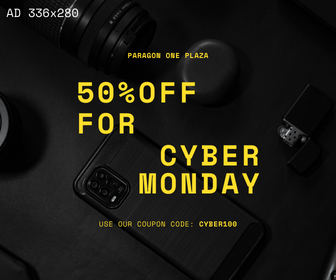 AD 336x280
PARAGON ONE PLAZA
50%OFF
FOR
CYBER
MONDAY
USE OUR COUPON CODE: CYBER100